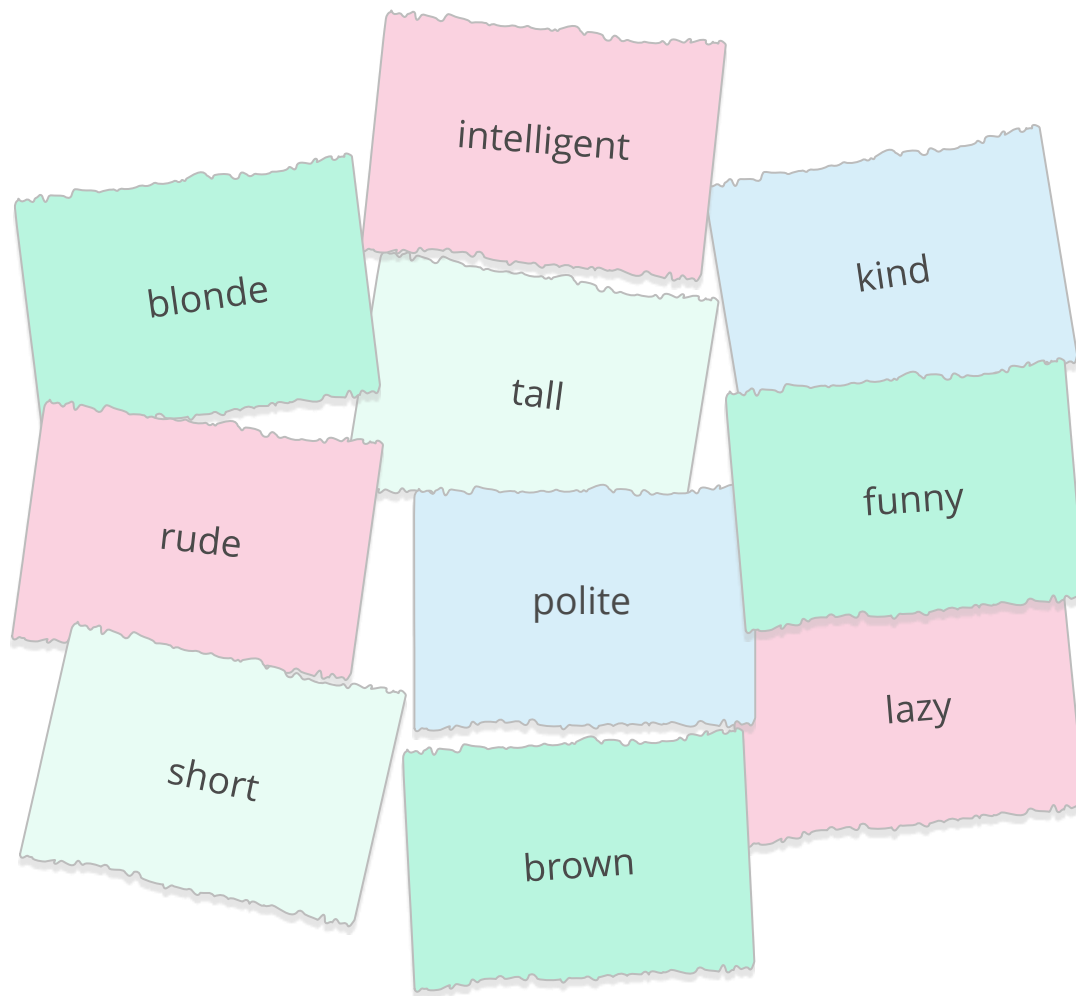 intelligent
blonde
kind
tall
rude
funny
polite
short
lazy
brown